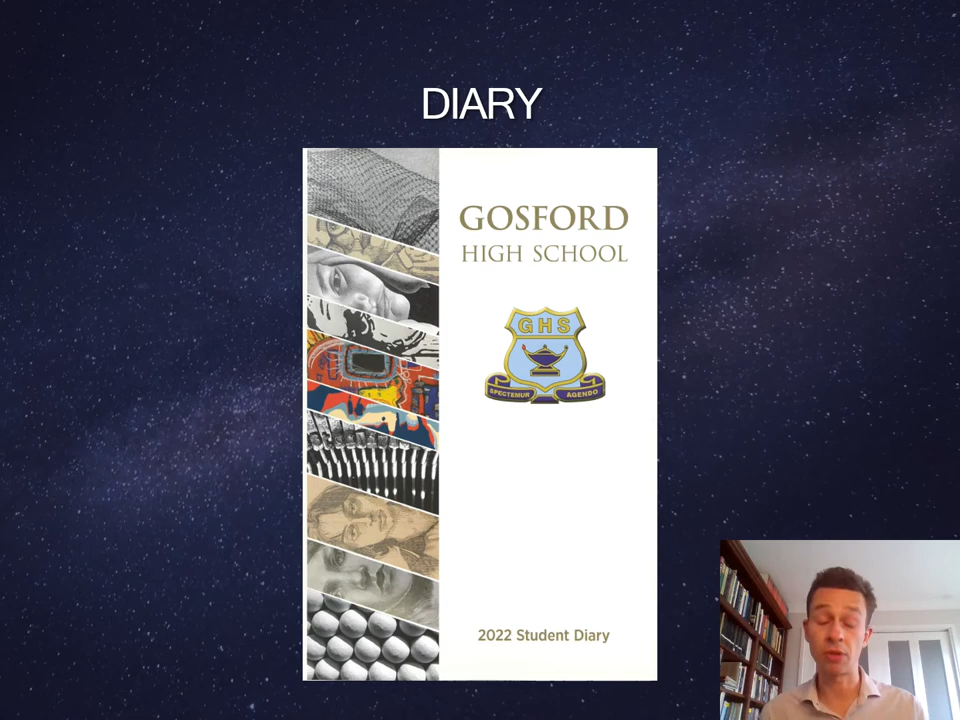 DIARY
GOSFORD
HIGH SCHOOL
GHS
SPECTEMUR AGENDO
2022 Student Diary